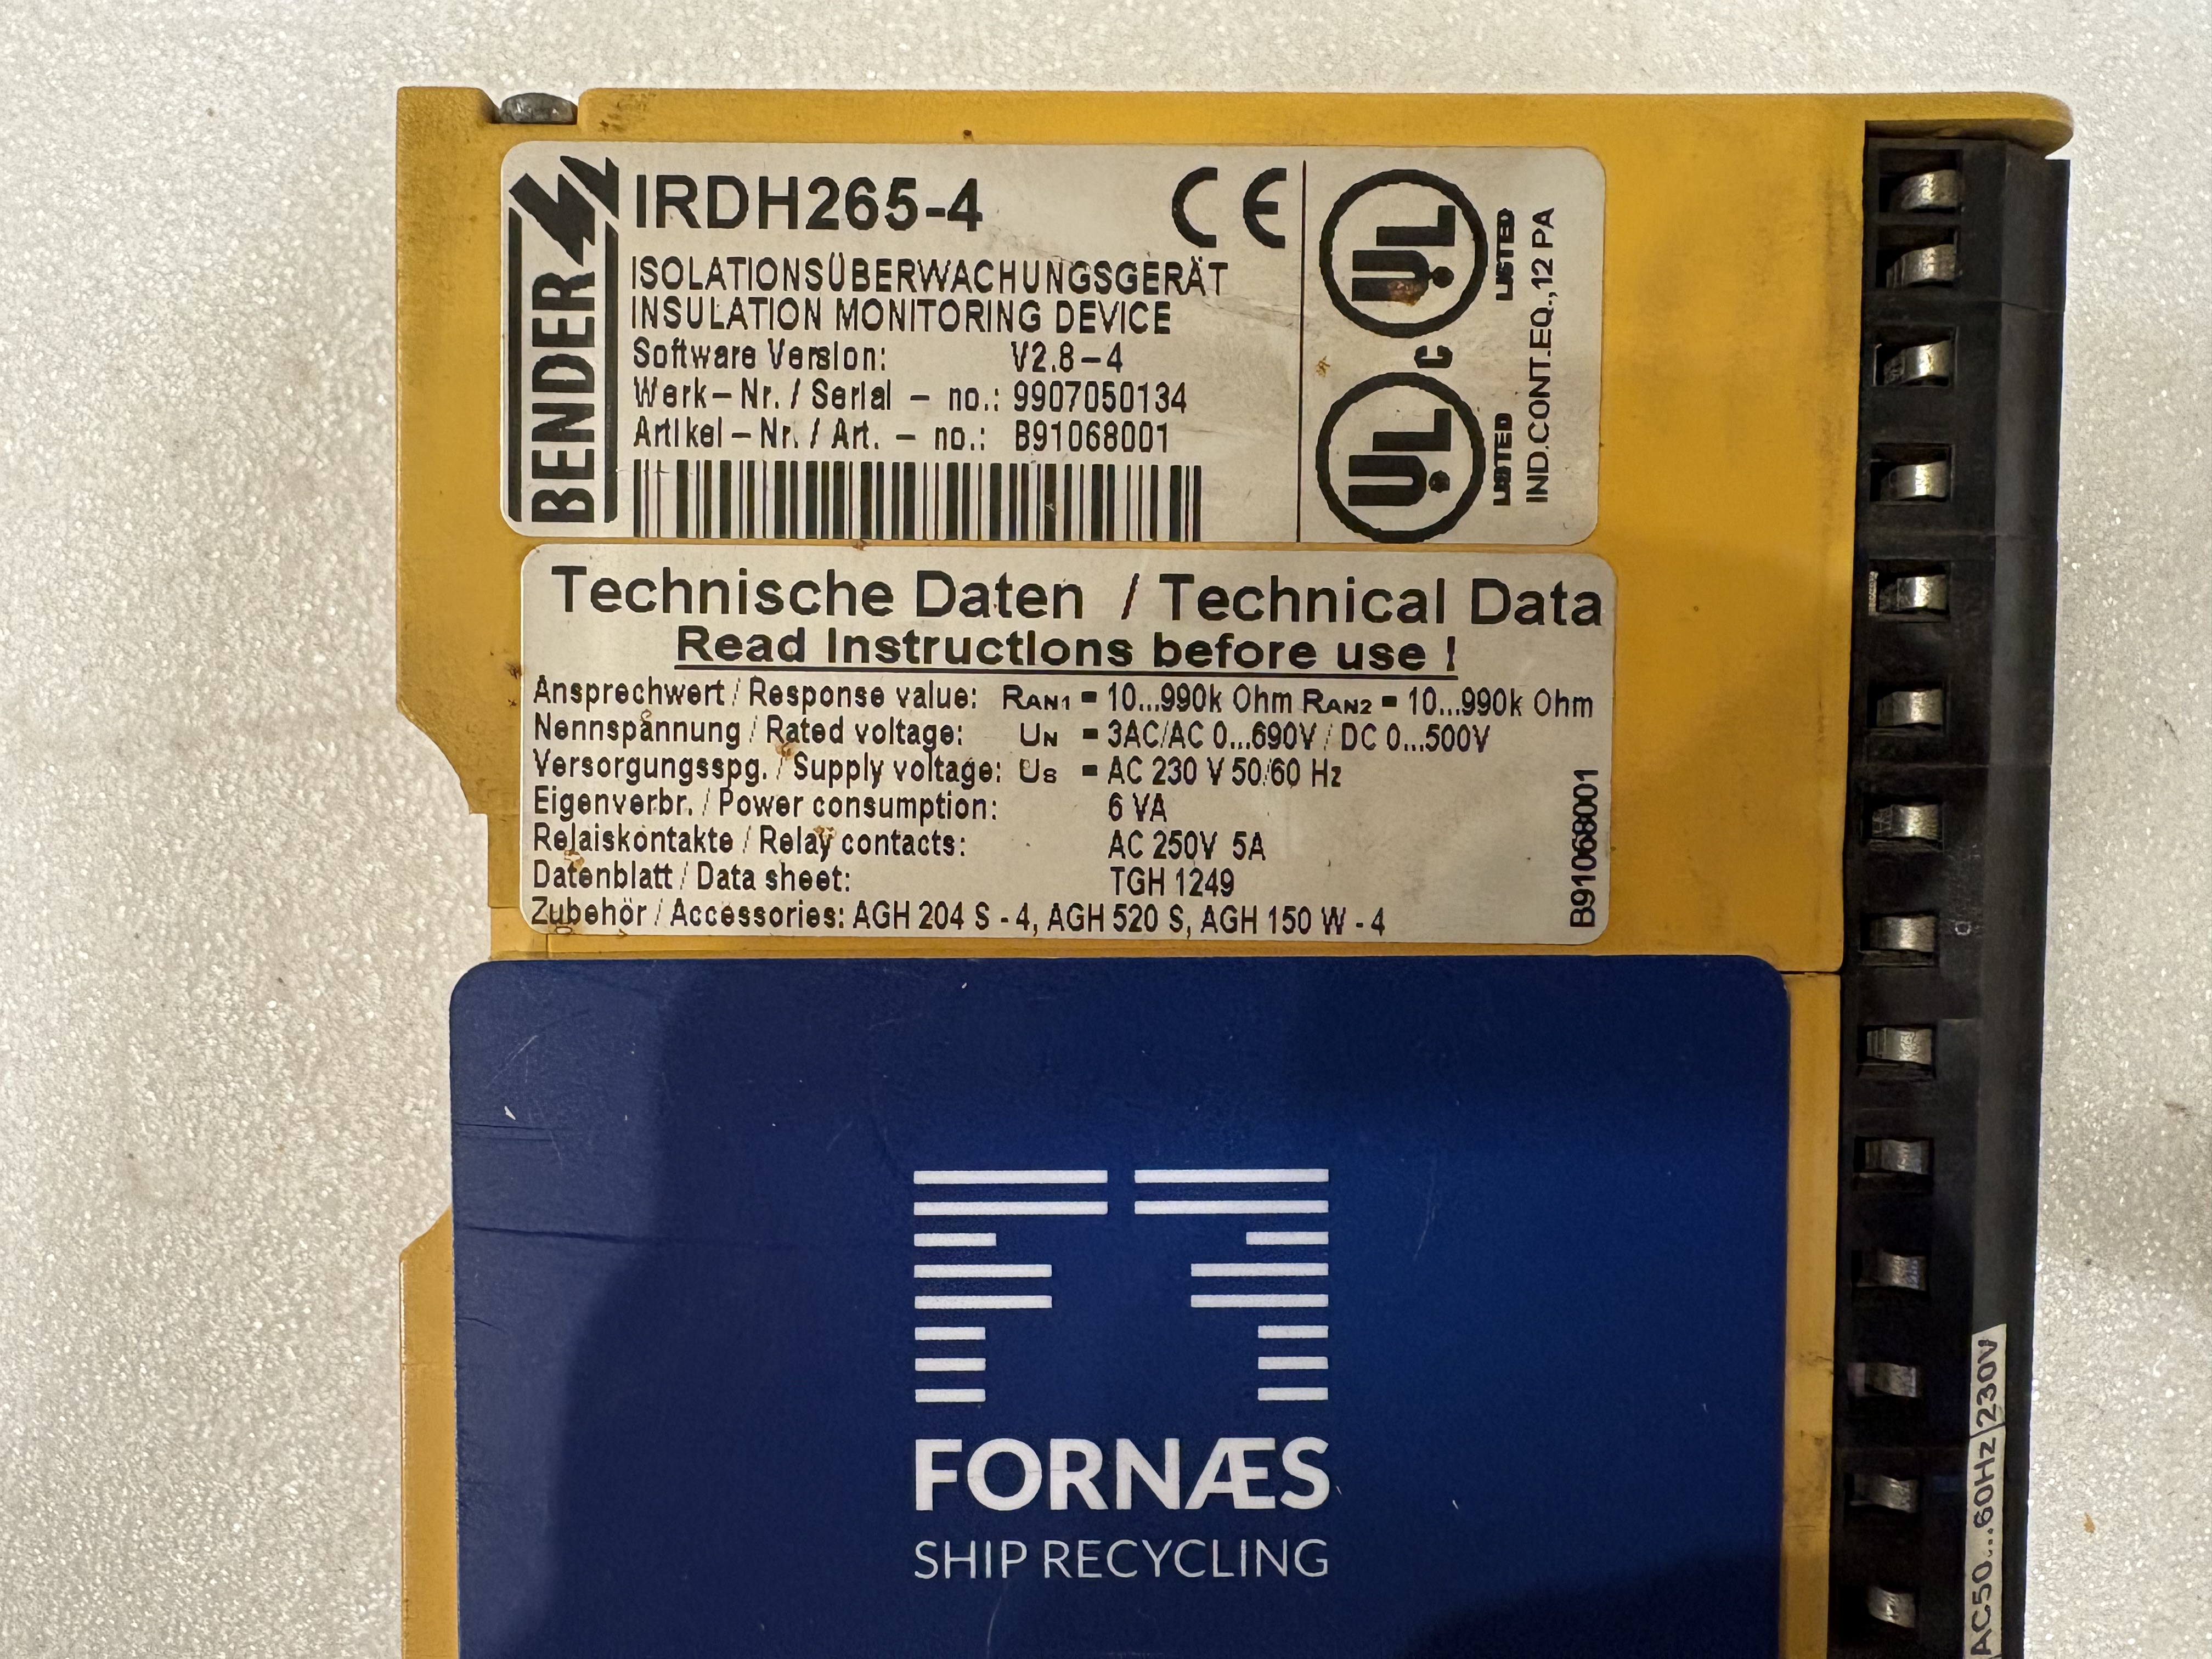 BENDER
IRDH265-4
CE
ISOLATIONSÜBERWACHUNGSGERÄT
INSULATION MONITORING DEVICE
Software Version: V2.8-4
Werk-Nr. / Serial - no.: 9907050134
Artikel-Nr. / Art. - no.: B91068001
UL
LISTED
C
UL
LISTED
IND.CONT.EQ.,12 PA
Technische Daten / Technical Data
Read Instructions before use !
Ansprechwert / Response value: RAN1 = 10...990k Ohm RAN2 = 10...990k Ohm
Nennspannung / Rated voltage: UN = 3AC/AC 0...690V / DC 0...500V
Versorgungsspg. / Supply voltage: US = AC 230 V 50/60 Hz
Eigenverbr. / Power consumption: 6 VA
Relaiskontakte / Relay contacts: AC 250V 5A
Datenblatt / Data sheet: TGH 1249
Zubehör / Accessories: AGH 204 S - 4, AGH 520 S, AGH 150 W - 4
B91068001
FORNÆS
SHIP RECYCLING
AC50...60Hz 230V